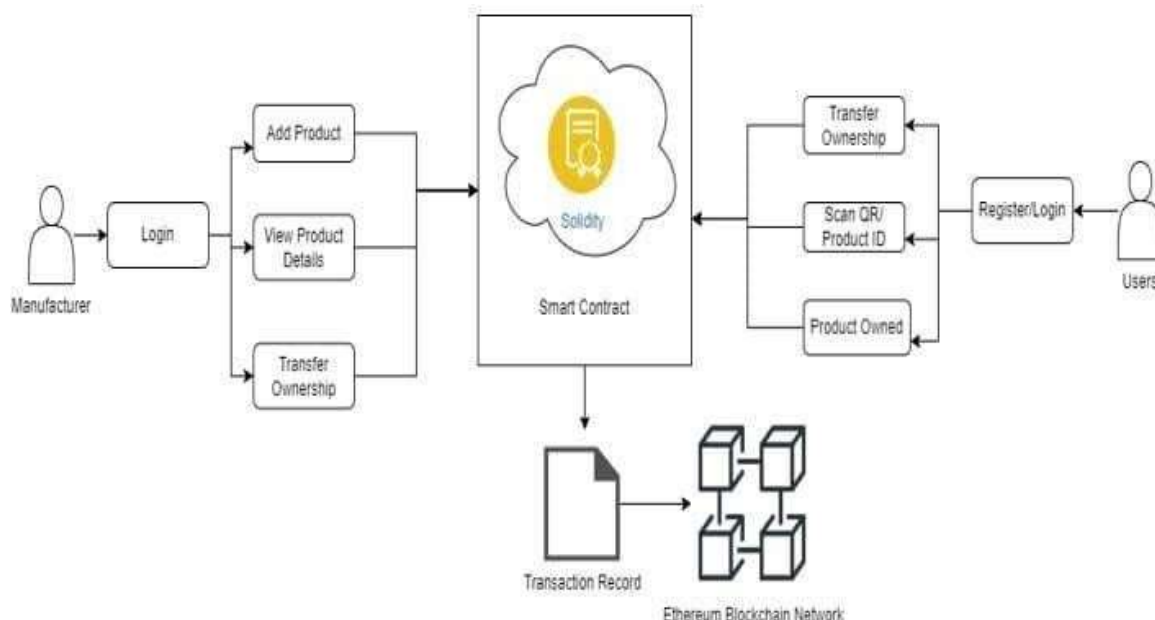 Manufacturer
Login
Add Product
View Product
Details
Transfer
Ownership
Solidity
Smart Contract
Transfer
Ownership
Scan QR/
Product ID
Product Owned
Register/Login
Users
Transaction Record
Ethereum Blockchain Network